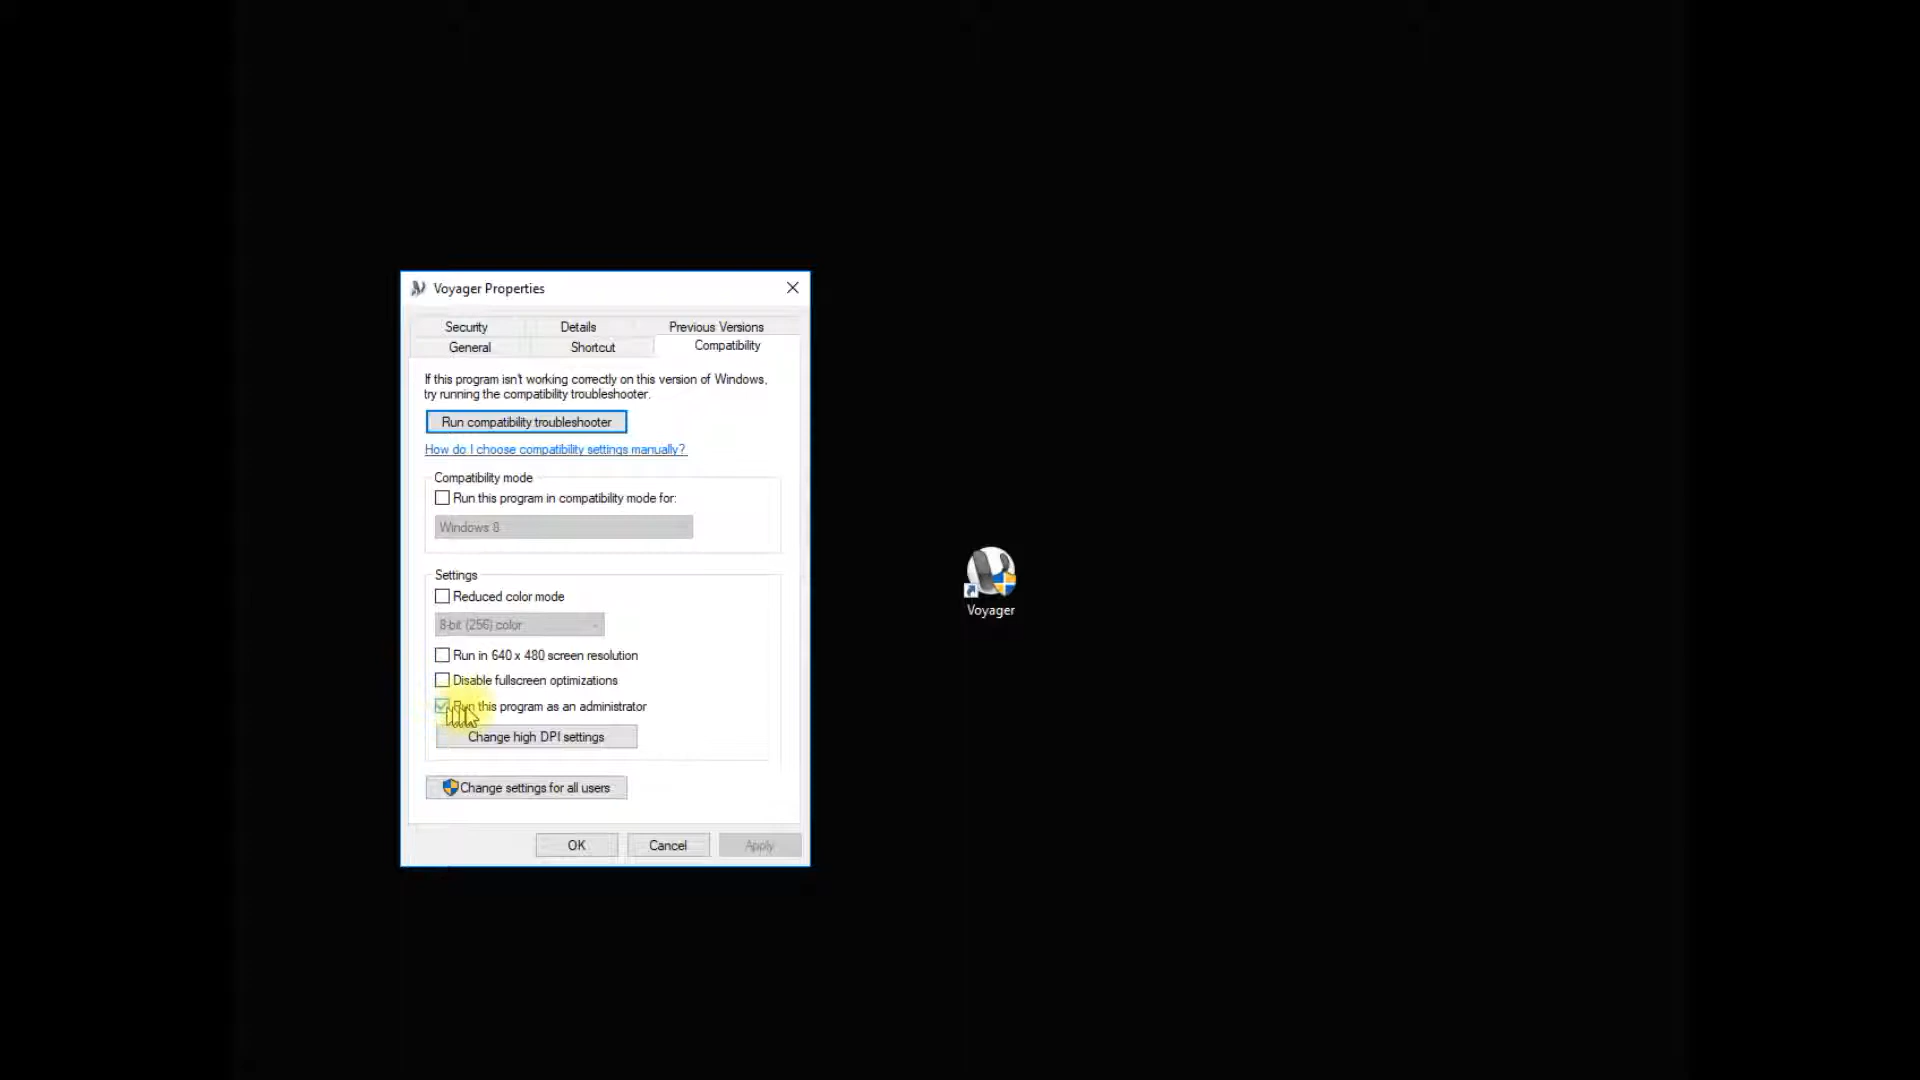 Voyager Properties
Security Details Previous Versions
General Shortcut Compatibility
If this program isn't working correctly on this version of Windows,
try running the compatibility troubleshooter.
Run compatibility troubleshooter
How do I choose compatibility settings manually?
Compatibility mode
Run this program in compatibility mode for:
Windows 8
Settings
Reduced color mode
8-bit (256) color
Run in 640 x 480 screen resolution
Disable fullscreen optimizations
Run this program as an administrator
Change high DPI settings
Change settings for all users
OK Cancel Apply
Voyager